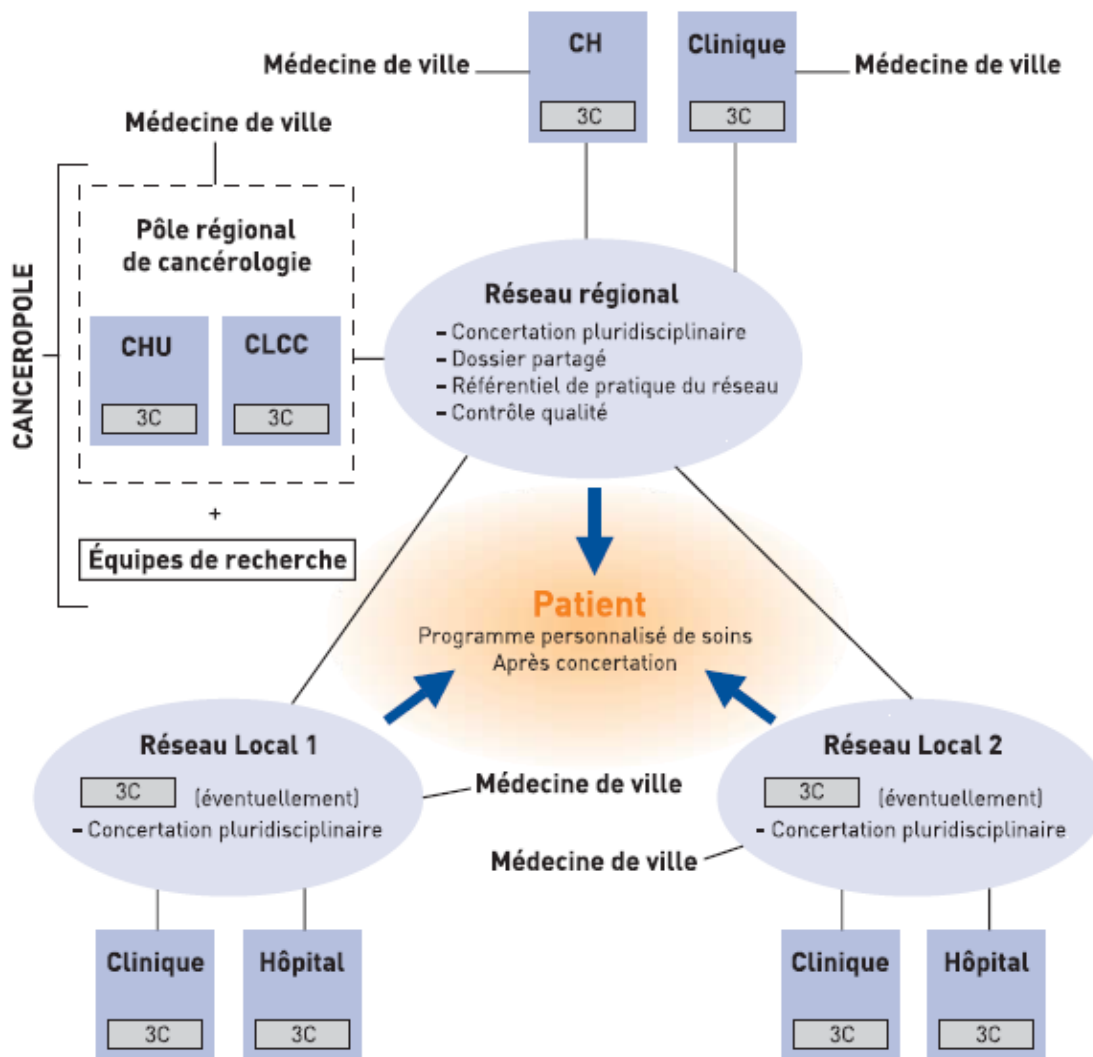 CH
Clinique
Médecine de ville
Médecine de ville
3C
3C
Médecine de ville
CANCEROPOLE
Pôle régional
de cancérologie
CHU
CLCC
3C
3C
+
Équipes de recherche
Réseau régional
- Concertation pluridisciplinaire
- Dossier partagé
- Référentiel de pratique du réseau
- Contrôle qualité
Patient
Programme personnalisé de soins
Après concertation
Réseau Local 1
3C (éventuellement)
- Concertation pluridisciplinaire
Médecine de ville
Réseau Local 2
3C (éventuellement)
- Concertation pluridisciplinaire
Médecine de ville
Clinique
3C
Hôpital
3C
Clinique
3C
Hôpital
3C